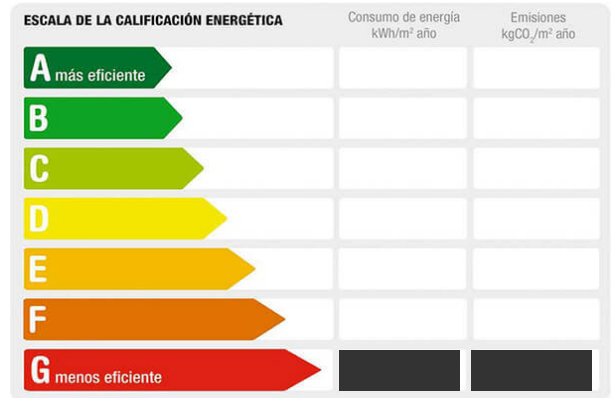 ESCALA DE LA CALIFICACIÓN ENERGÉTICA
Consumo de energía
kWh/m² año
Emisiones
kgCO₂/m² año
A más eficiente
B
C
D
E
F
G menos eficiente